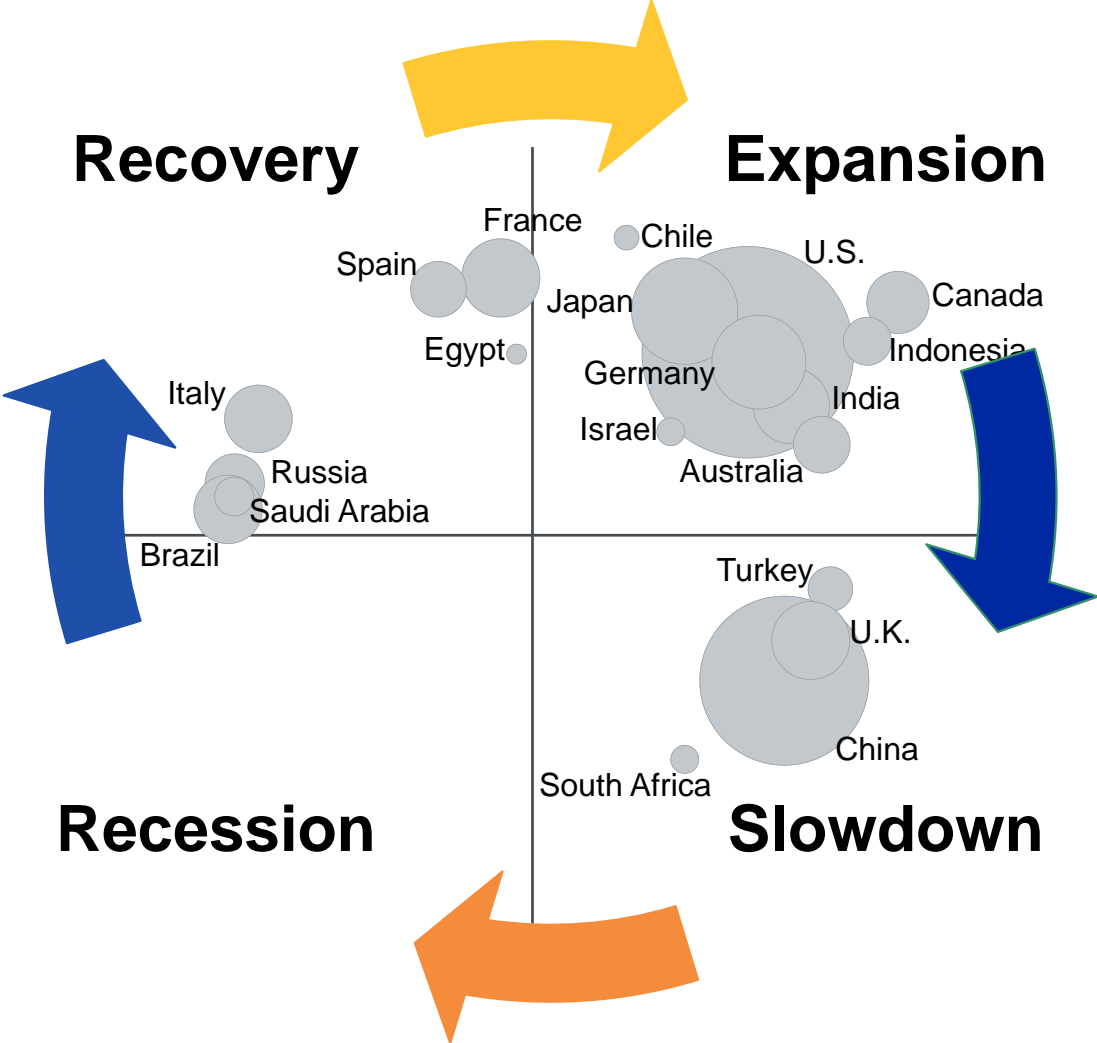 Recovery
Expansion
France
Chile
U.S.
Spain
Japan
Canada
Egypt
Indonesia
Germany
Italy
India
Israel
Russia
Australia
Saudi Arabia
Brazil
Turkey
U.K.
China
South Africa
Recession
Slowdown